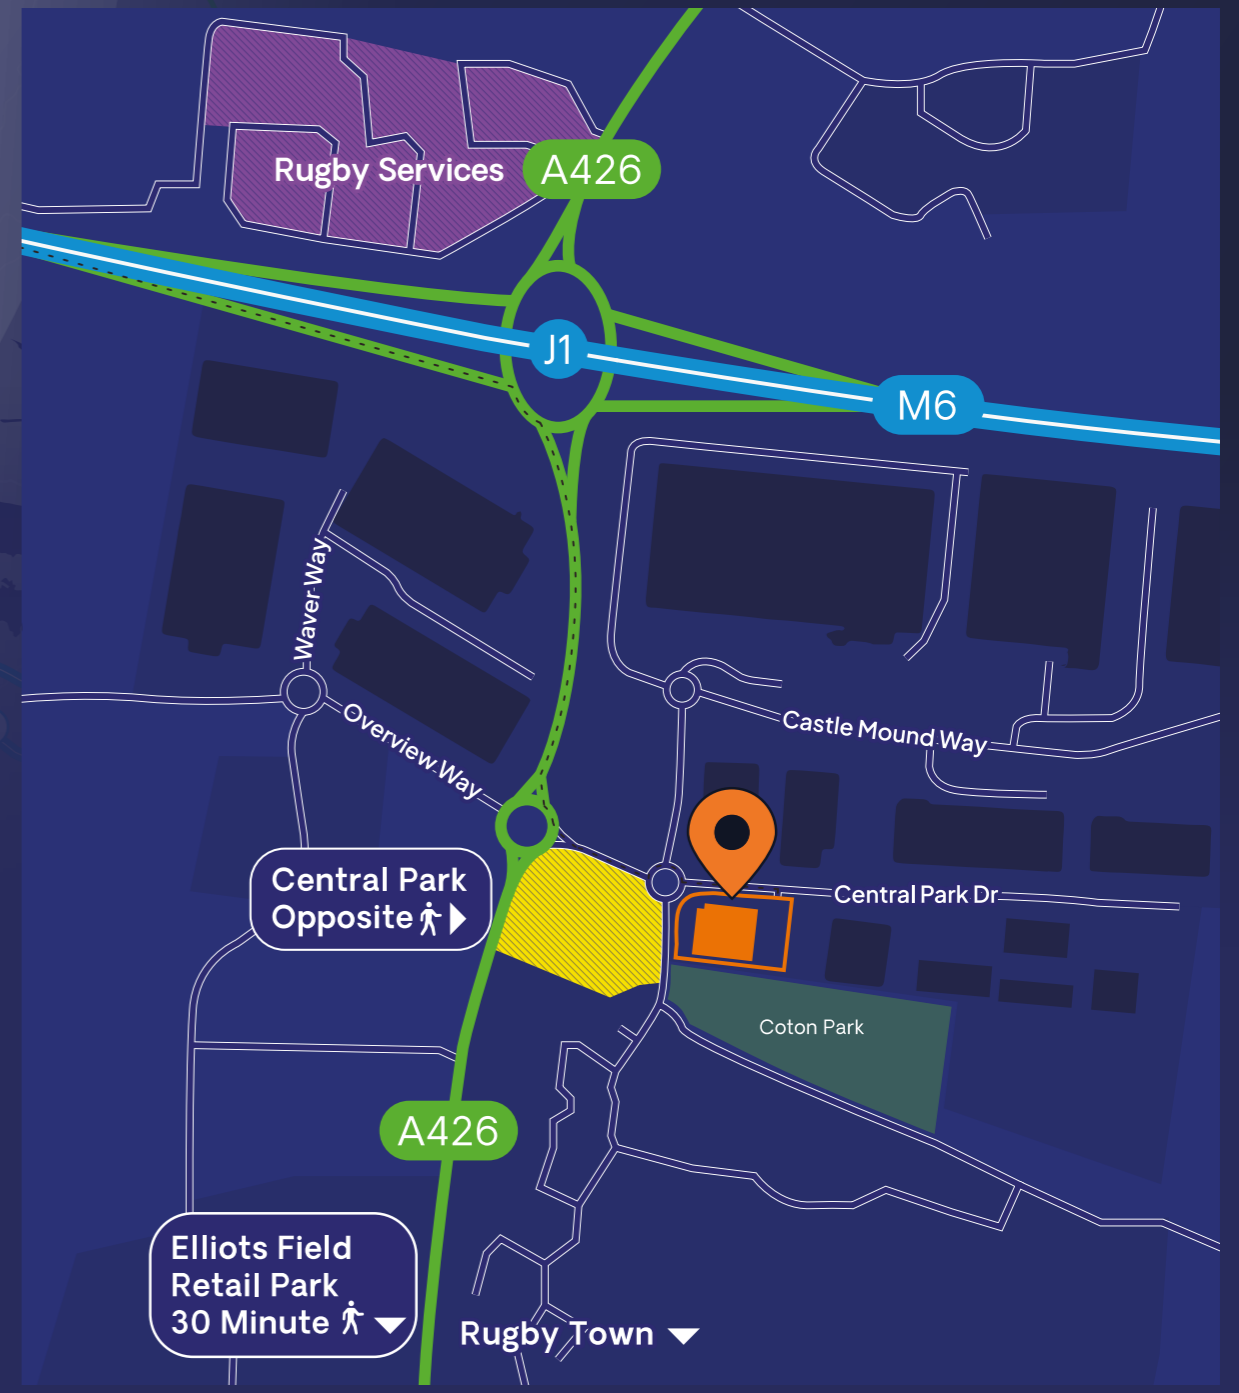 Rugby Services
A426
J1
M6
Waver Way
Overview Way
Castle Mound Way
Central Park
Opposite
Central Park Dr
Coton Park
A426
Elliots Field
Retail Park
30 Minute
Rugby Town